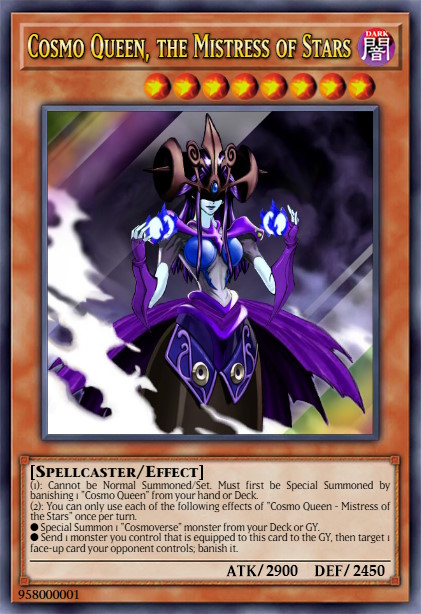 Cosmo Queen, the Mistress of Stars
DARK
闇
[Spellcaster/Effect]
(1): Cannot be Normal Summoned/Set. Must first be Special Summoned by
banishing 1 "Cosmo Queen" from your hand or Deck.
(2): You can only use each of the following effects of "Cosmo Queen - Mistress of
the Stars" once per turn.
● Special Summon 1 "Cosmoverse" monster from your Deck or GY.
● Send 1 monster you control that is equipped to this card to the GY, then target 1
face-up card your opponent controls; banish it.
ATK/2900 DEF/2450
958000001